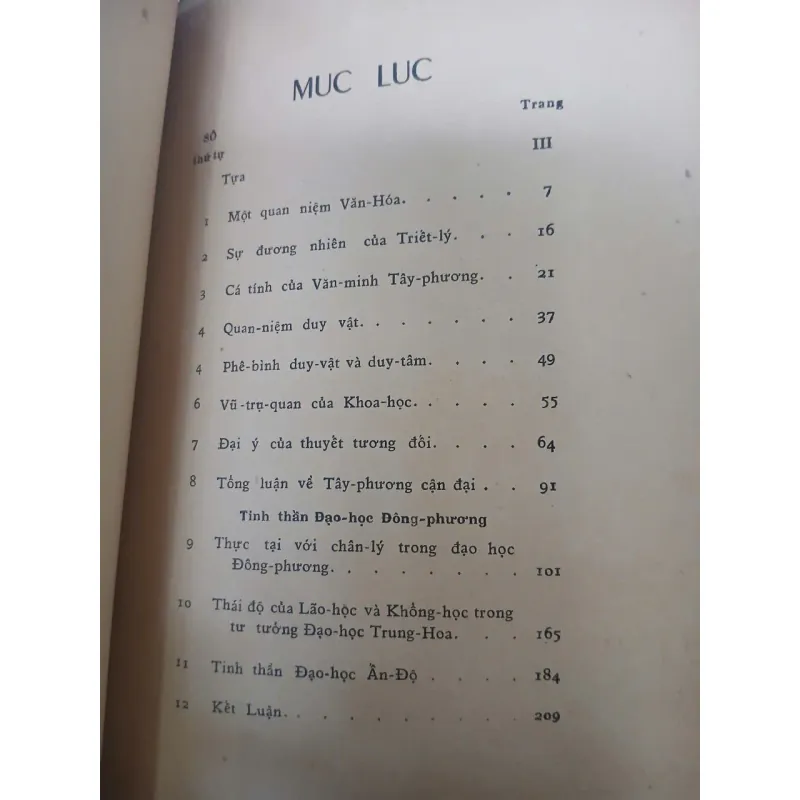 MUC LUC
Trang
Số
thứ tự
Tựa III
1 Một quan niệm Văn-Hóa. . . . . 7
2 Sự đương nhiên của Triết-lý. . . 16
3 Cá tính của Văn-minh Tây-phương. . 21
4 Quan-niệm duy vật. . . . . . 37
4 Phê-bình duy-vật và duy-tâm. . . . 49
6 Vũ-trụ-quan của Khoa-học. . . . . 55
7 Đại ý của thuyết tương đối. . . . 64
8 Tổng luận về Tây-phương cận đại . . 91
Tinh thần Đạo-học Đông-phương
9 Thực tại với chân-lý trong đạo học
Đông-phương. . . . . . . . 101
10 Thái độ của Lão-học và Khổng-học trong
tư tưởng Đạo-học Trung-Hoa. . . 165
11 Tinh thần Đạo-học Ấn-Độ . . . . 184
12 Kết Luận. . . . . . . . . 209